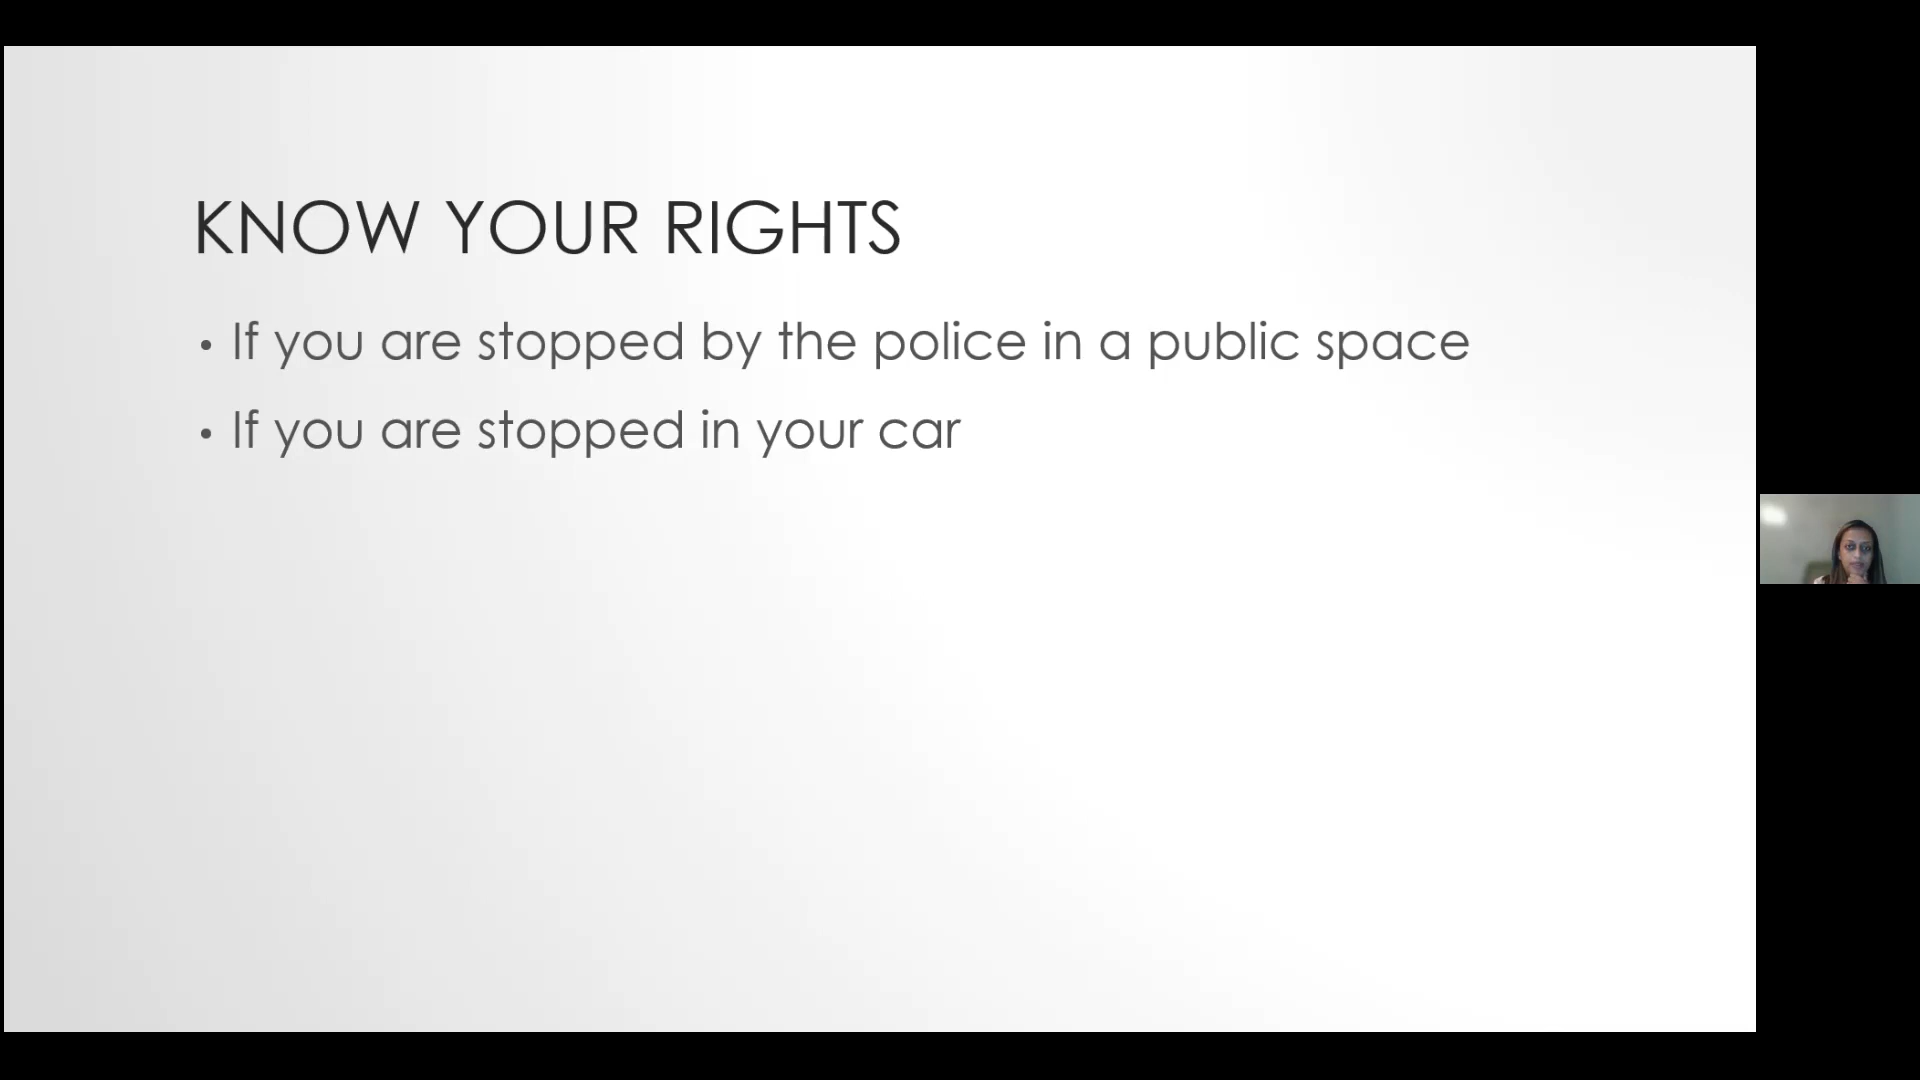 KNOW YOUR RIGHTS
• If you are stopped by the police in a public space
• If you are stopped in your car